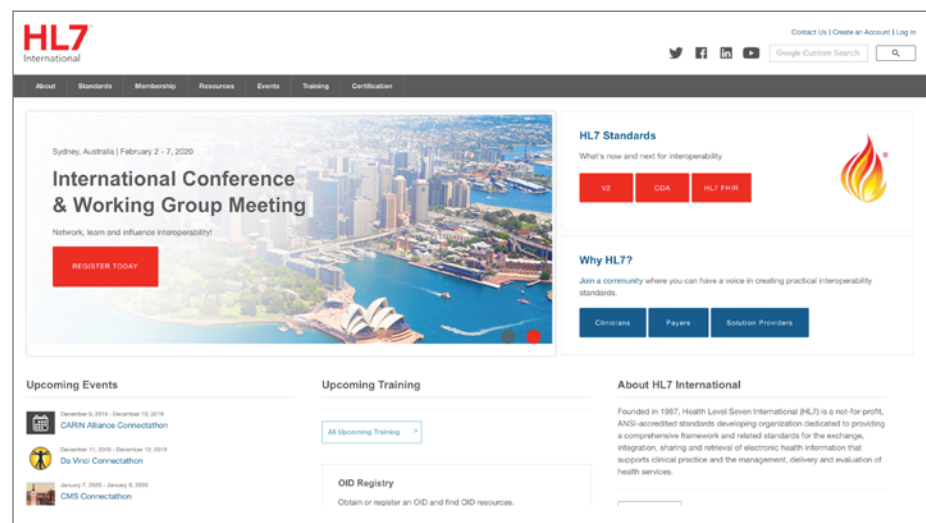 HL7
International
Contact Us | Create an Account | Log In
Google Custom Search
About Standards Membership Resources Events Training Certification
Sydney, Australia | February 2 - 7, 2020
International Conference
& Working Group Meeting
Network, learn and influence interoperability!
REGISTER TODAY
HL7 Standards
What's now and next for interoperability
V2 CDA HL7 FHIR
Why HL7?
Join a community where you can have a voice in creating practical interoperability
standards.
Clinicians Payers Solution Providers
Upcoming Events
December 9, 2019 - December 10, 2019
CARIN Alliance Connectathon
December 11, 2019 - December 12, 2019
Da Vinci Connectathon
January 7, 2020 - January 8, 2020
CMS Connectathon
Upcoming Training
All Upcoming Training >
OID Registry
Obtain or register an OID and find OID resources.
About HL7 International
Founded in 1987, Health Level Seven International (HL7) is a not-for-profit,
ANSI-accredited standards developing organization dedicated to providing
a comprehensive framework and related standards for the exchange,
integration, sharing and retrieval of electronic health information that
supports clinical practice and the management, delivery and evaluation of
health services.